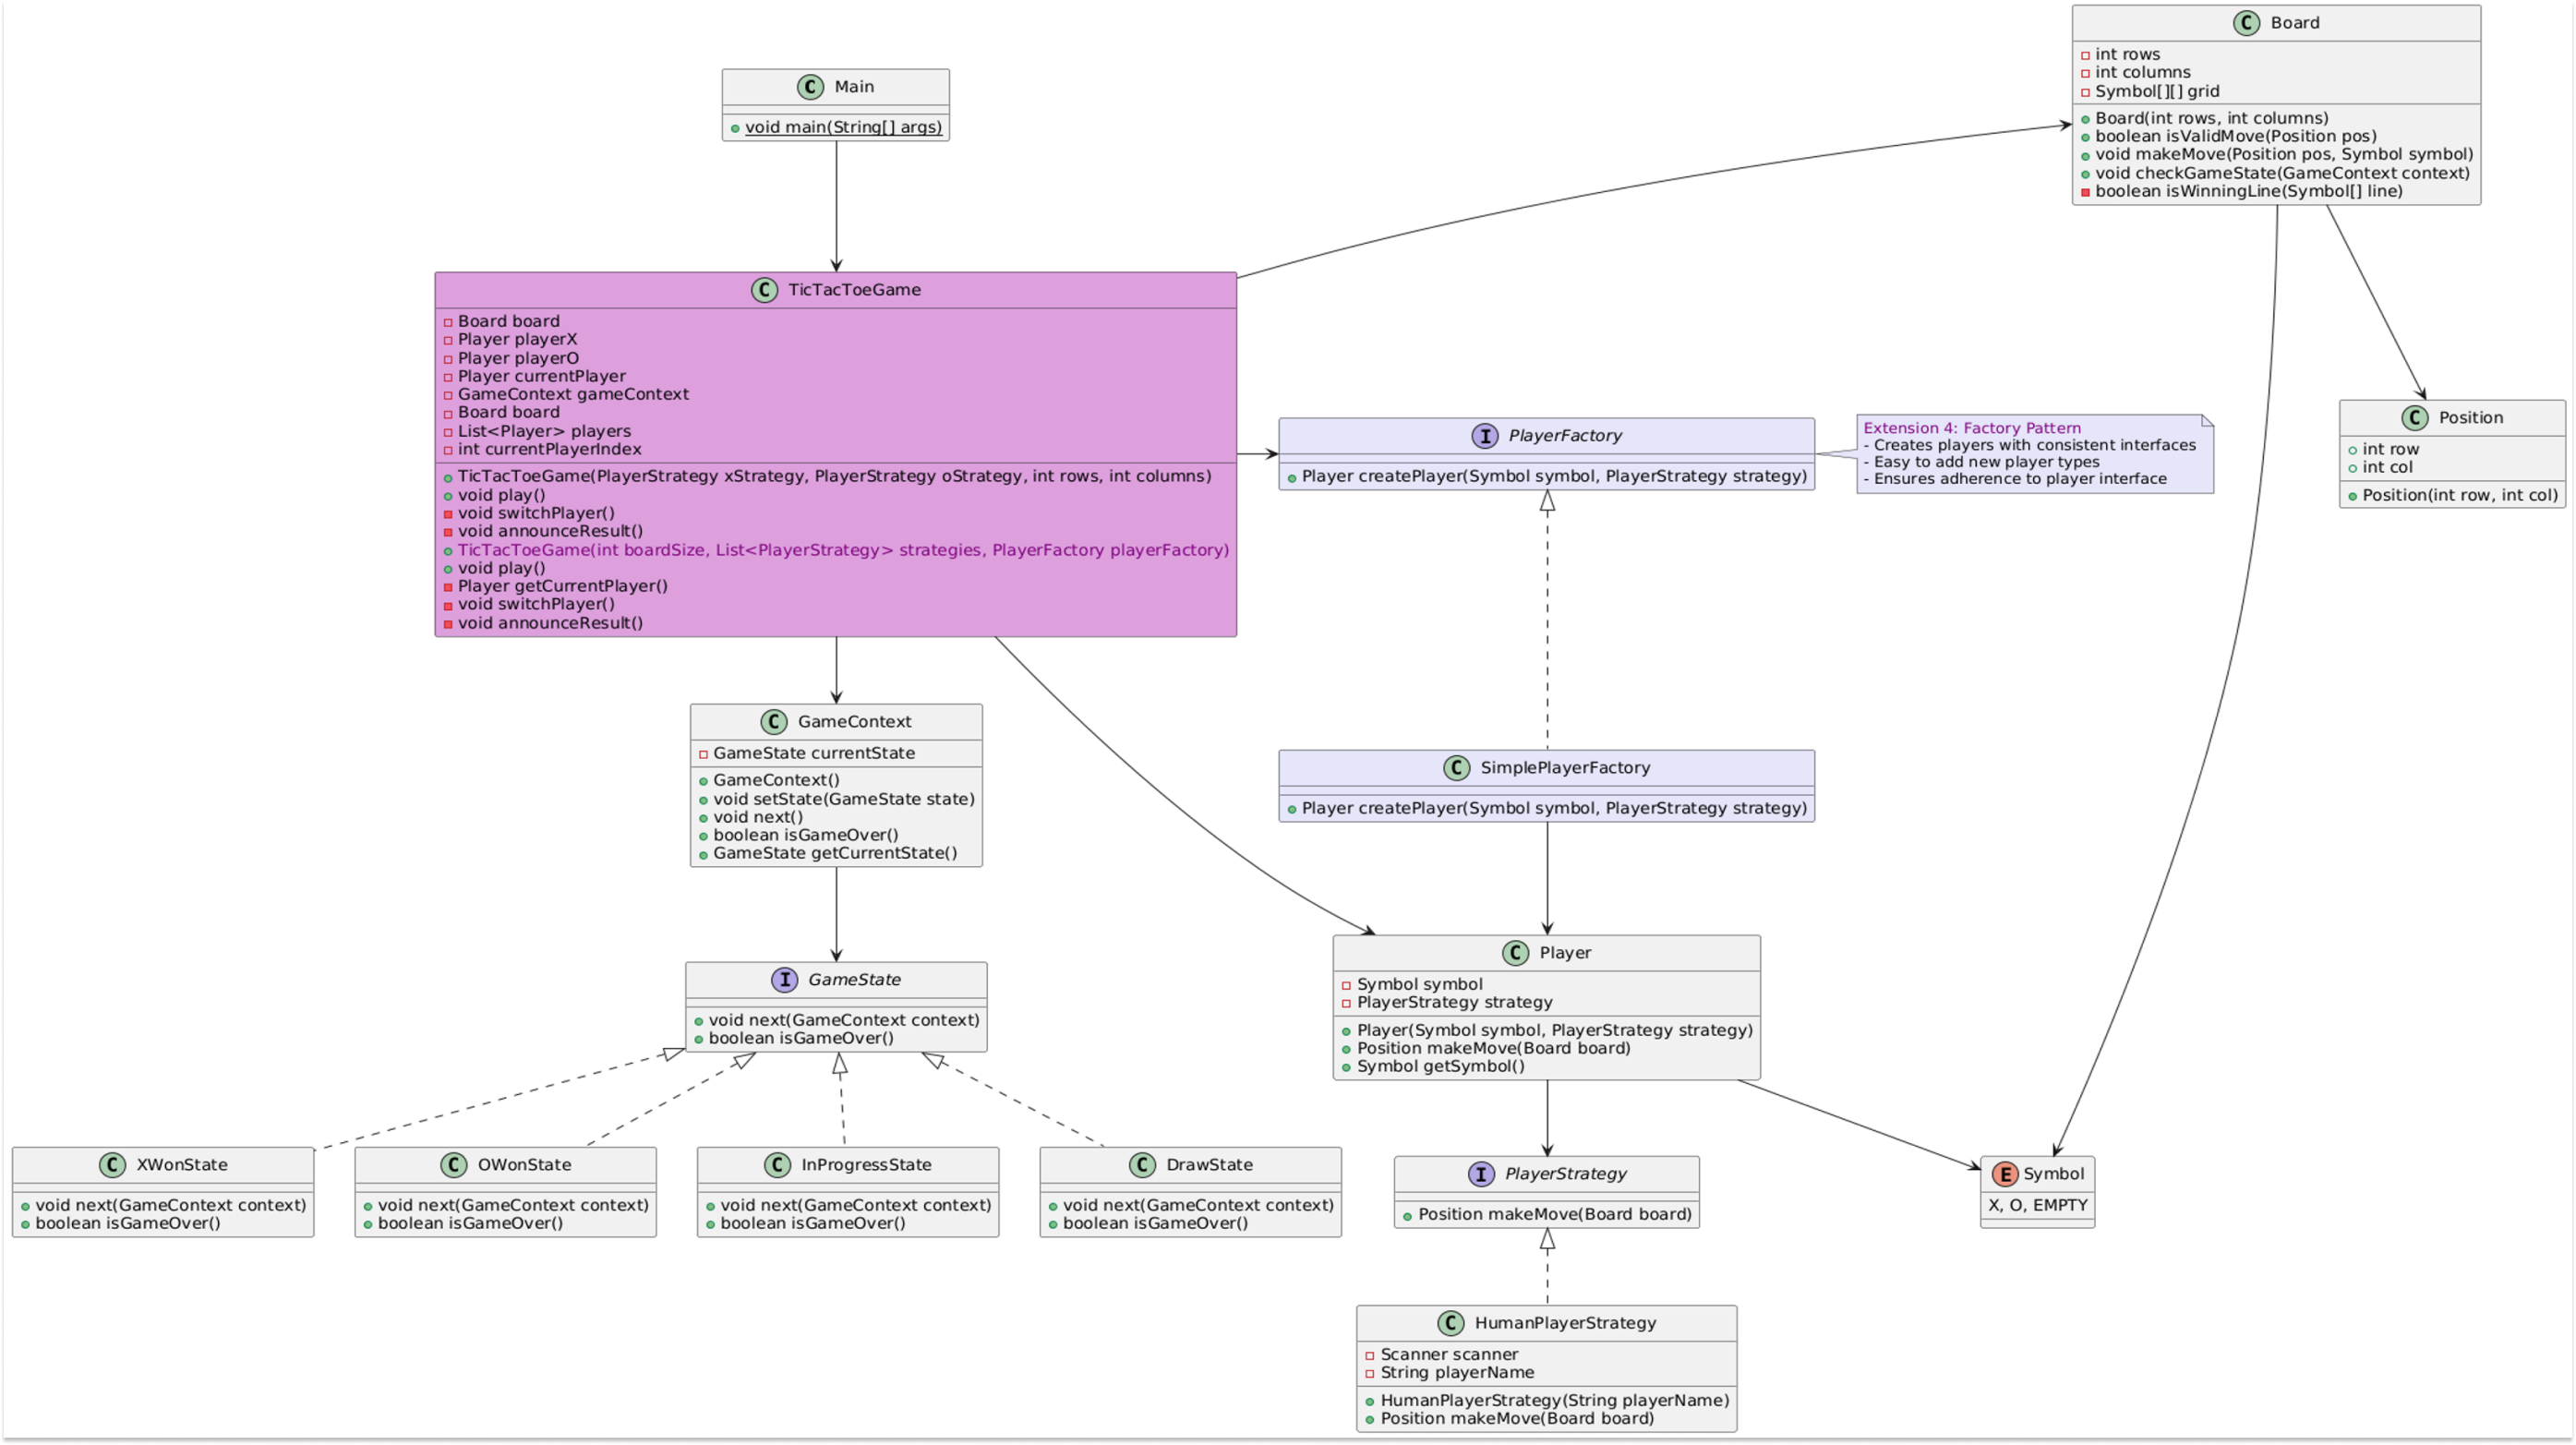 C Board
int rows
int columns
Symbol[][] grid
Board(int rows, int columns)
boolean isValidMove(Position pos)
void makeMove(Position pos, Symbol symbol)
void checkGameState(GameContext context)
boolean isWinningLine(Symbol[] line)
C Main
void main(String[] args)
C TicTacToeGame
Board board
Player playerX
Player playerO
Player currentPlayer
GameContext gameContext
Board board
List<Player> players
int currentPlayerIndex
TicTacToeGame(PlayerStrategy xStrategy, PlayerStrategy oStrategy, int rows, int columns)
void play()
void switchPlayer()
void announceResult()
TicTacToeGame(int boardSize, List<PlayerStrategy> strategies, PlayerFactory playerFactory)
void play()
Player getCurrentPlayer()
void switchPlayer()
void announceResult()
I PlayerFactory
Player createPlayer(Symbol symbol, PlayerStrategy strategy)
Extension 4: Factory Pattern
- Creates players with consistent interfaces
- Easy to add new player types
- Ensures adherence to player interface
C Position
int row
int col
Position(int row, int col)
C GameContext
GameState currentState
GameContext()
void setState(GameState state)
void next()
boolean isGameOver()
GameState getCurrentState()
C SimplePlayerFactory
Player createPlayer(Symbol symbol, PlayerStrategy strategy)
I GameState
void next(GameContext context)
boolean isGameOver()
C Player
Symbol symbol
PlayerStrategy strategy
Player(Symbol symbol, PlayerStrategy strategy)
Position makeMove(Board board)
Symbol getSymbol()
C XWonState
void next(GameContext context)
boolean isGameOver()
C OWonState
void next(GameContext context)
boolean isGameOver()
C InProgressState
void next(GameContext context)
boolean isGameOver()
C DrawState
void next(GameContext context)
boolean isGameOver()
I PlayerStrategy
Position makeMove(Board board)
E Symbol
X, O, EMPTY
C HumanPlayerStrategy
Scanner scanner
String playerName
HumanPlayerStrategy(String playerName)
Position makeMove(Board board)